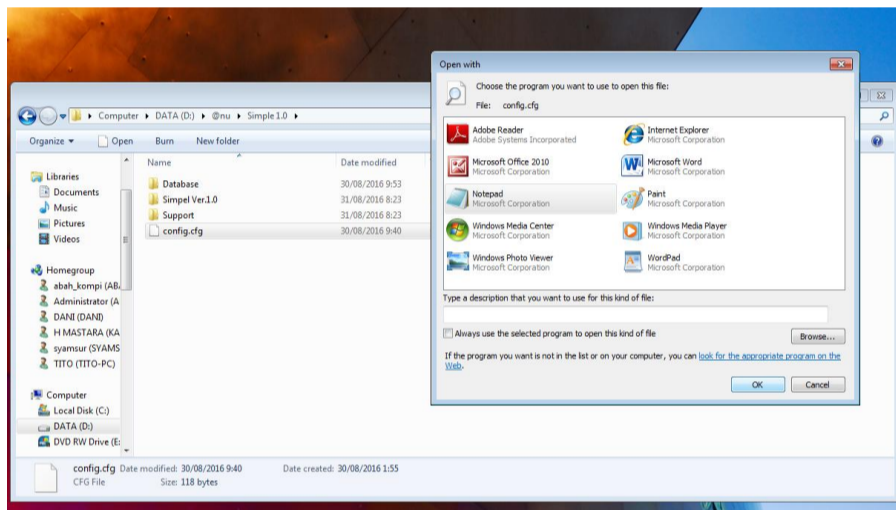 Computer ▸ DATA (D:) ▸ @nu ▸ Simple 1.0 ▸
Organize ▾ Open Burn New folder
Name Date modified
Libraries
Documents
Music
Pictures
Videos
Homegroup
abah_kompi (AB
Administrator (A
DANI (DANI)
H MASTARA (KA
syamsur (SYAMS
TITO (TITO-PC)
Computer
Local Disk (C:)
DATA (D:)
DVD RW Drive (E:
Database 30/08/2016 9:53
Simpel Ver.1.0 31/08/2016 8:23
Support 31/08/2016 8:23
config.cfg 30/08/2016 9:40
config.cfg Date modified: 30/08/2016 9:40 Date created: 30/08/2016 1:55
CFG File Size: 118 bytes
Open with
Choose the program you want to use to open this file:
File: config.cfg
Adobe Reader
Adobe Systems Incorporated
Internet Explorer
Microsoft Corporation
Microsoft Office 2010
Microsoft Corporation
Microsoft Word
Microsoft Corporation
Notepad
Microsoft Corporation
Paint
Microsoft Corporation
Windows Media Center
Microsoft Corporation
Windows Media Player
Microsoft Corporation
Windows Photo Viewer
Microsoft Corporation
WordPad
Microsoft Corporation
Type a description that you want to use for this kind of file:
Always use the selected program to open this kind of file
Browse...
If the program you want is not in the list or on your computer, you can look for the appropriate program on the
Web.
OK Cancel